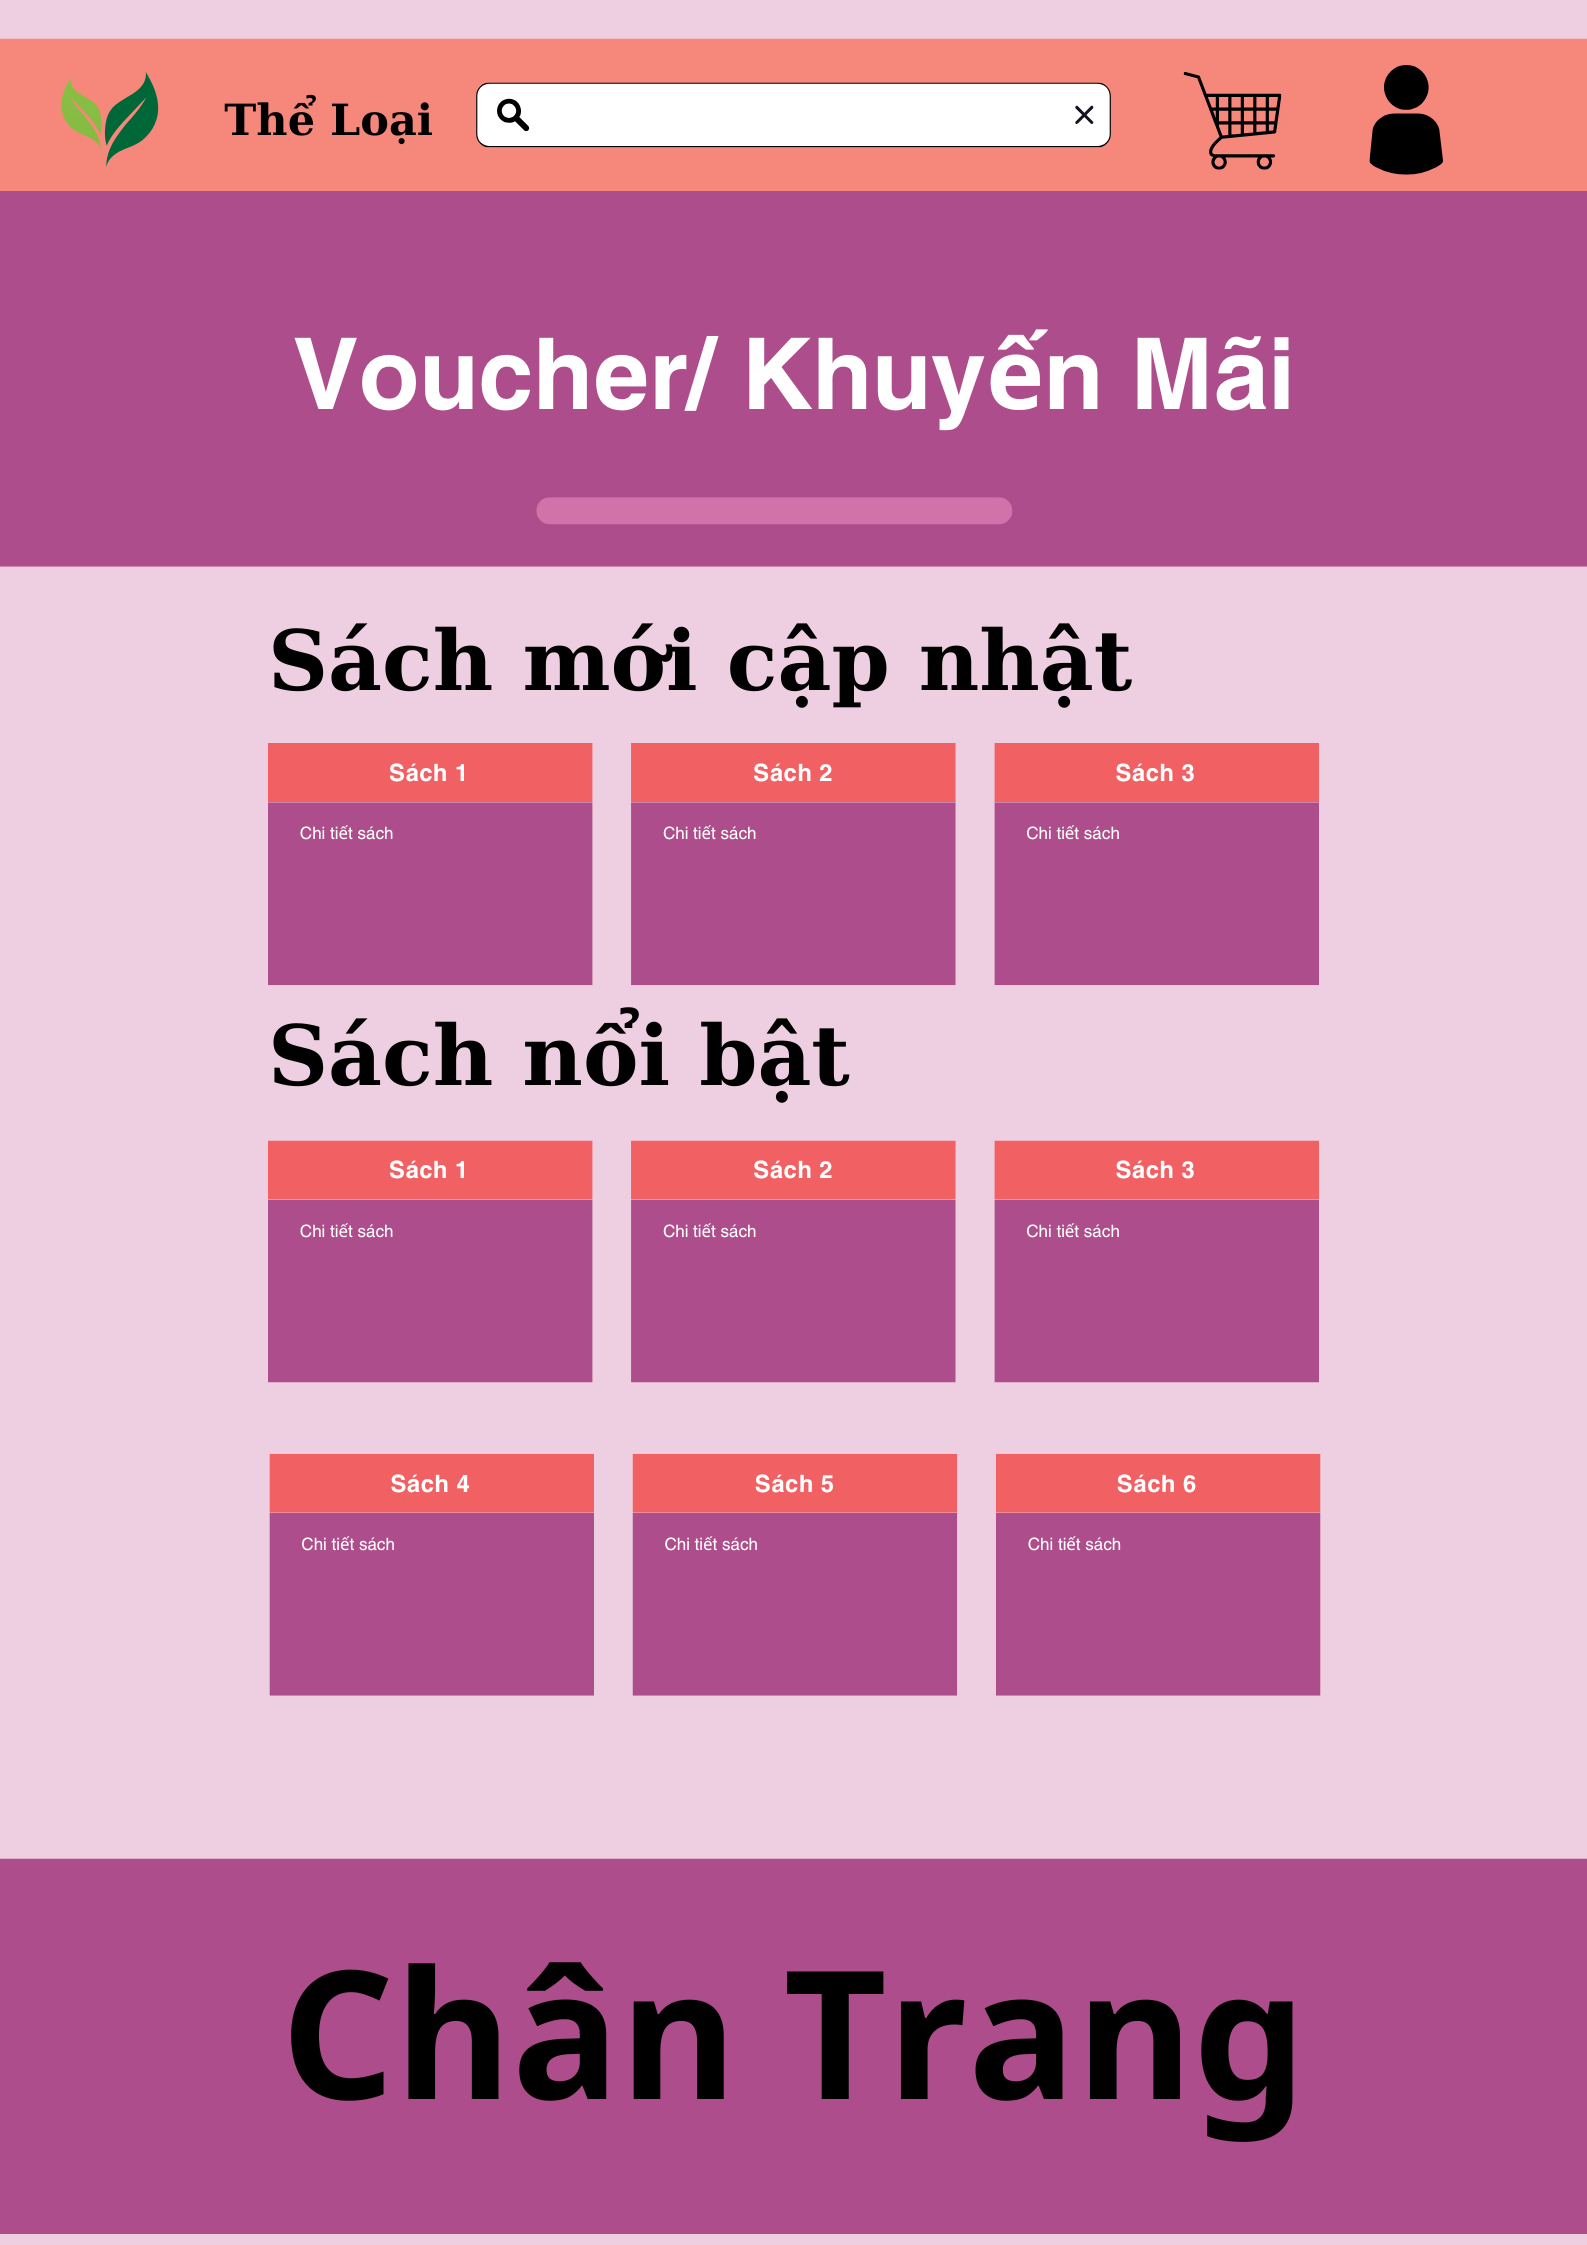 Thể Loại
Voucher/ Khuyến Mãi
Sách mới cập nhật
Sách 1
Sách 2
Sách 3
Chi tiết sách
Chi tiết sách
Chi tiết sách
Sách nổi bật
Sách 1
Sách 2
Sách 3
Chi tiết sách
Chi tiết sách
Chi tiết sách
Sách 4
Sách 5
Sách 6
Chi tiết sách
Chi tiết sách
Chi tiết sách
Chân Trang